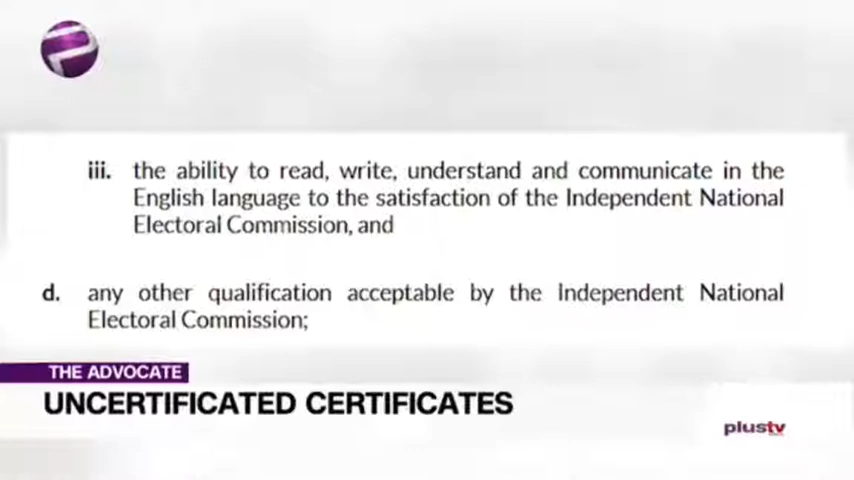 iii. the ability to read, write, understand and communicate in the
English language to the satisfaction of the Independent National
Electoral Commission, and
d. any other qualification acceptable by the Independent National
Electoral Commission;
THE ADVOCATE
UNCERTIFICATED CERTIFICATES
plustv